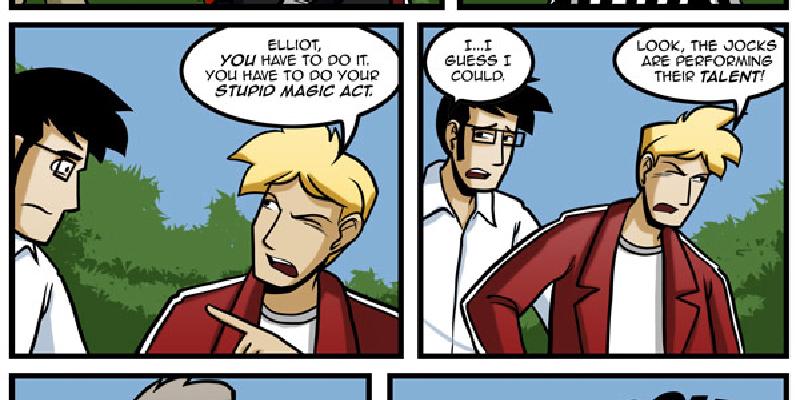 ELLIOT,
YOU HAVE TO DO IT.
YOU HAVE TO DO YOUR
STUPID MAGIC ACT.
I...I
GUESS I
COULD.
LOOK, THE JOCKS
ARE PERFORMING
THEIR TALENT!